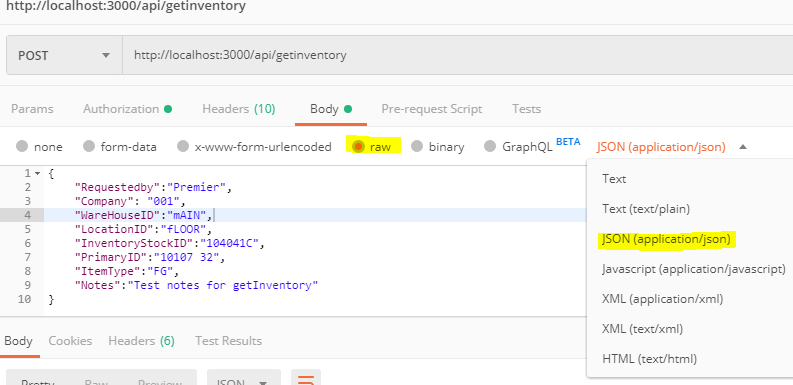 http://localhost:3000/api/getinventory
POST http://localhost:3000/api/getinventory
Params Authorization Headers (10) Body Pre-request Script Tests
none form-data x-www-form-urlencoded raw binary GraphQL BETA JSON (application/json)
1 {
2 "Requestedby":"Premier",
3 "Company": "001",
4 "WareHouseID":"mAIN",
5 "LocationID":"fLOOR",
6 "InventoryStockID":"104041C",
7 "PrimaryID":"10107 32",
8 "ItemType":"FG",
9 "Notes":"Test notes for getInventory"
10 }
Text
Text (text/plain)
JSON (application/json)
Javascript (application/javascript)
XML (application/xml)
XML (text/xml)
HTML (text/html)
Body Cookies Headers (6) Test Results
Pretty Raw Preview JSON